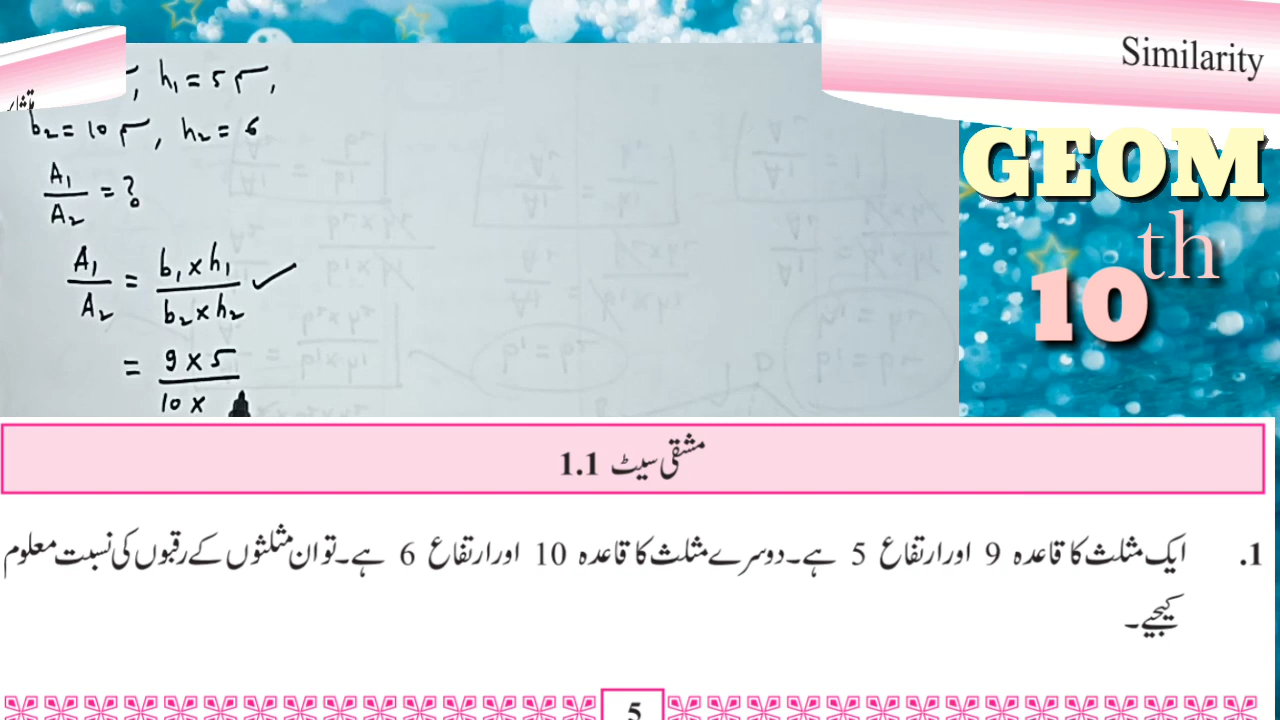 Similarity
GEOM
10th
, h₁ = 5 سم,
b₂ = 10 سم, h₂ = 6
A₁/A₂ = ?
A₁/A₂ = b₁ × h₁ / b₂ × h₂ ✓
= 9 × 5 / 10 ×
مشقی سیٹ 1.1
1. ایک مثلث کا قاعدہ 9 اور ارتفاع 5 ہے۔ دوسرے مثلث کا قاعدہ 10 اور ارتفاع 6 ہے۔ تو ان مثلثوں کے رقبوں کی نسبت معلوم
کیجیے۔
5